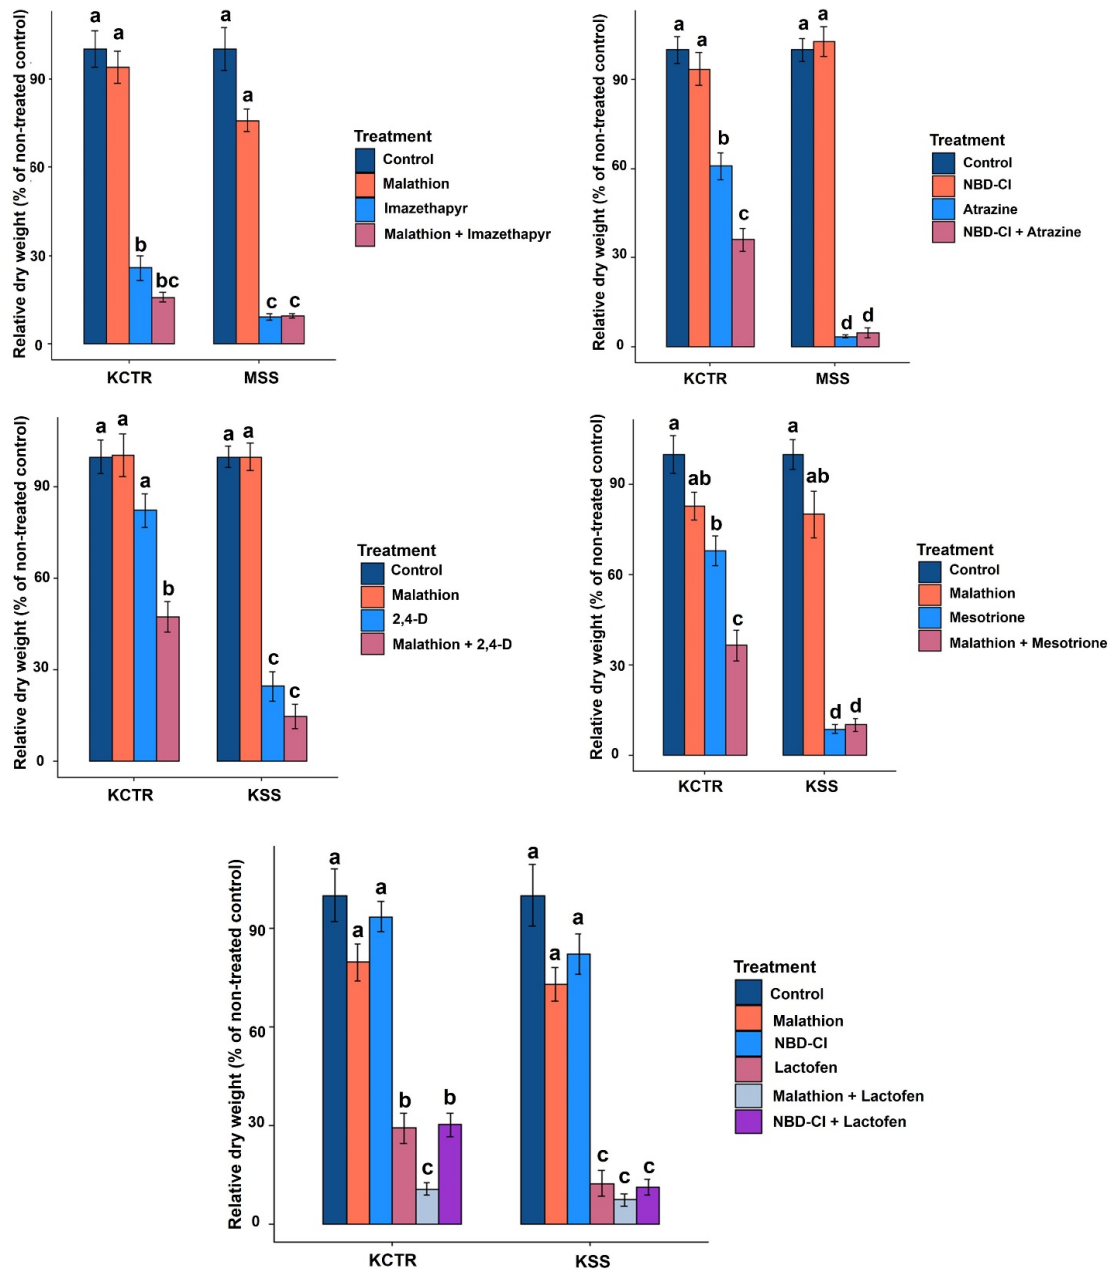 Relative dry weight (% of non-treated control)
a
a
a
a
90
60
30
0
b
bc
c
c
KCTR
MSS
Treatment
Control
Malathion
Imazethapyr
Malathion + Imazethapyr
Relative dry weight (% of non-treated control)
a
a
a
a
90
60
30
0
b
c
d
d
KCTR
MSS
Treatment
Control
NBD-Cl
Atrazine
NBD-Cl + Atrazine
Relative dry weight (% of non-treated control)
a
a
a
a
a
90
60
30
0
b
c
c
KCTR
KSS
Treatment
Control
Malathion
2,4-D
Malathion + 2,4-D
Relative dry weight (% of non-treated control)
a
a
ab
ab
90
60
30
0
b
c
d
d
KCTR
KSS
Treatment
Control
Malathion
Mesotrione
Malathion + Mesotrione
Relative dry weight (% of non-treated control)
a
a
a
a
a
a
90
60
30
0
b
c
b
c
c
c
KCTR
KSS
Treatment
Control
Malathion
NBD-Cl
Lactofen
Malathion + Lactofen
NBD-Cl + Lactofen